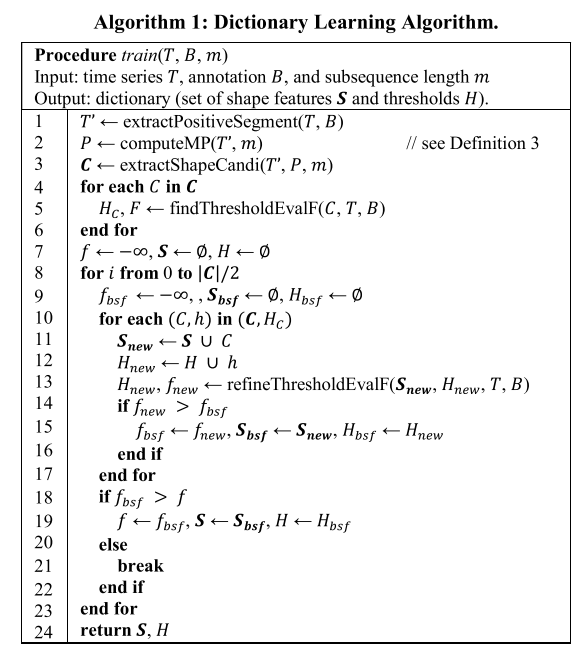 Algorithm 1: Dictionary Learning Algorithm.
Procedure train(T, B, m)
Input: time series T, annotation B, and subsequence length m
Output: dictionary (set of shape features S and thresholds H).
1 T' ← extractPositiveSegment(T, B)
2 P ← computeMP(T', m) // see Definition 3
3 C ← extractShapeCandi(T', P, m)
4 for each C in C
5 H_C, F ← findThresholdEvalF(C, T, B)
6 end for
7 f ← −∞, S ← ∅, H ← ∅
8 for i from 0 to |C|/2
9 f_bsf ← −∞, , S_bsf ← ∅, H_bsf ← ∅
10 for each (C, h) in (C, H_C)
11 S_new ← S ∪ C
12 H_new ← H ∪ h
13 H_new, f_new ← refineThresholdEvalF(S_new, H_new, T, B)
14 if f_new > f_bsf
15 f_bsf ← f_new, S_bsf ← S_new, H_bsf ← H_new
16 end if
17 end for
18 if f_bsf > f
19 f ← f_bsf, S ← S_bsf, H ← H_bsf
20 else
21 break
22 end if
23 end for
24 return S, H